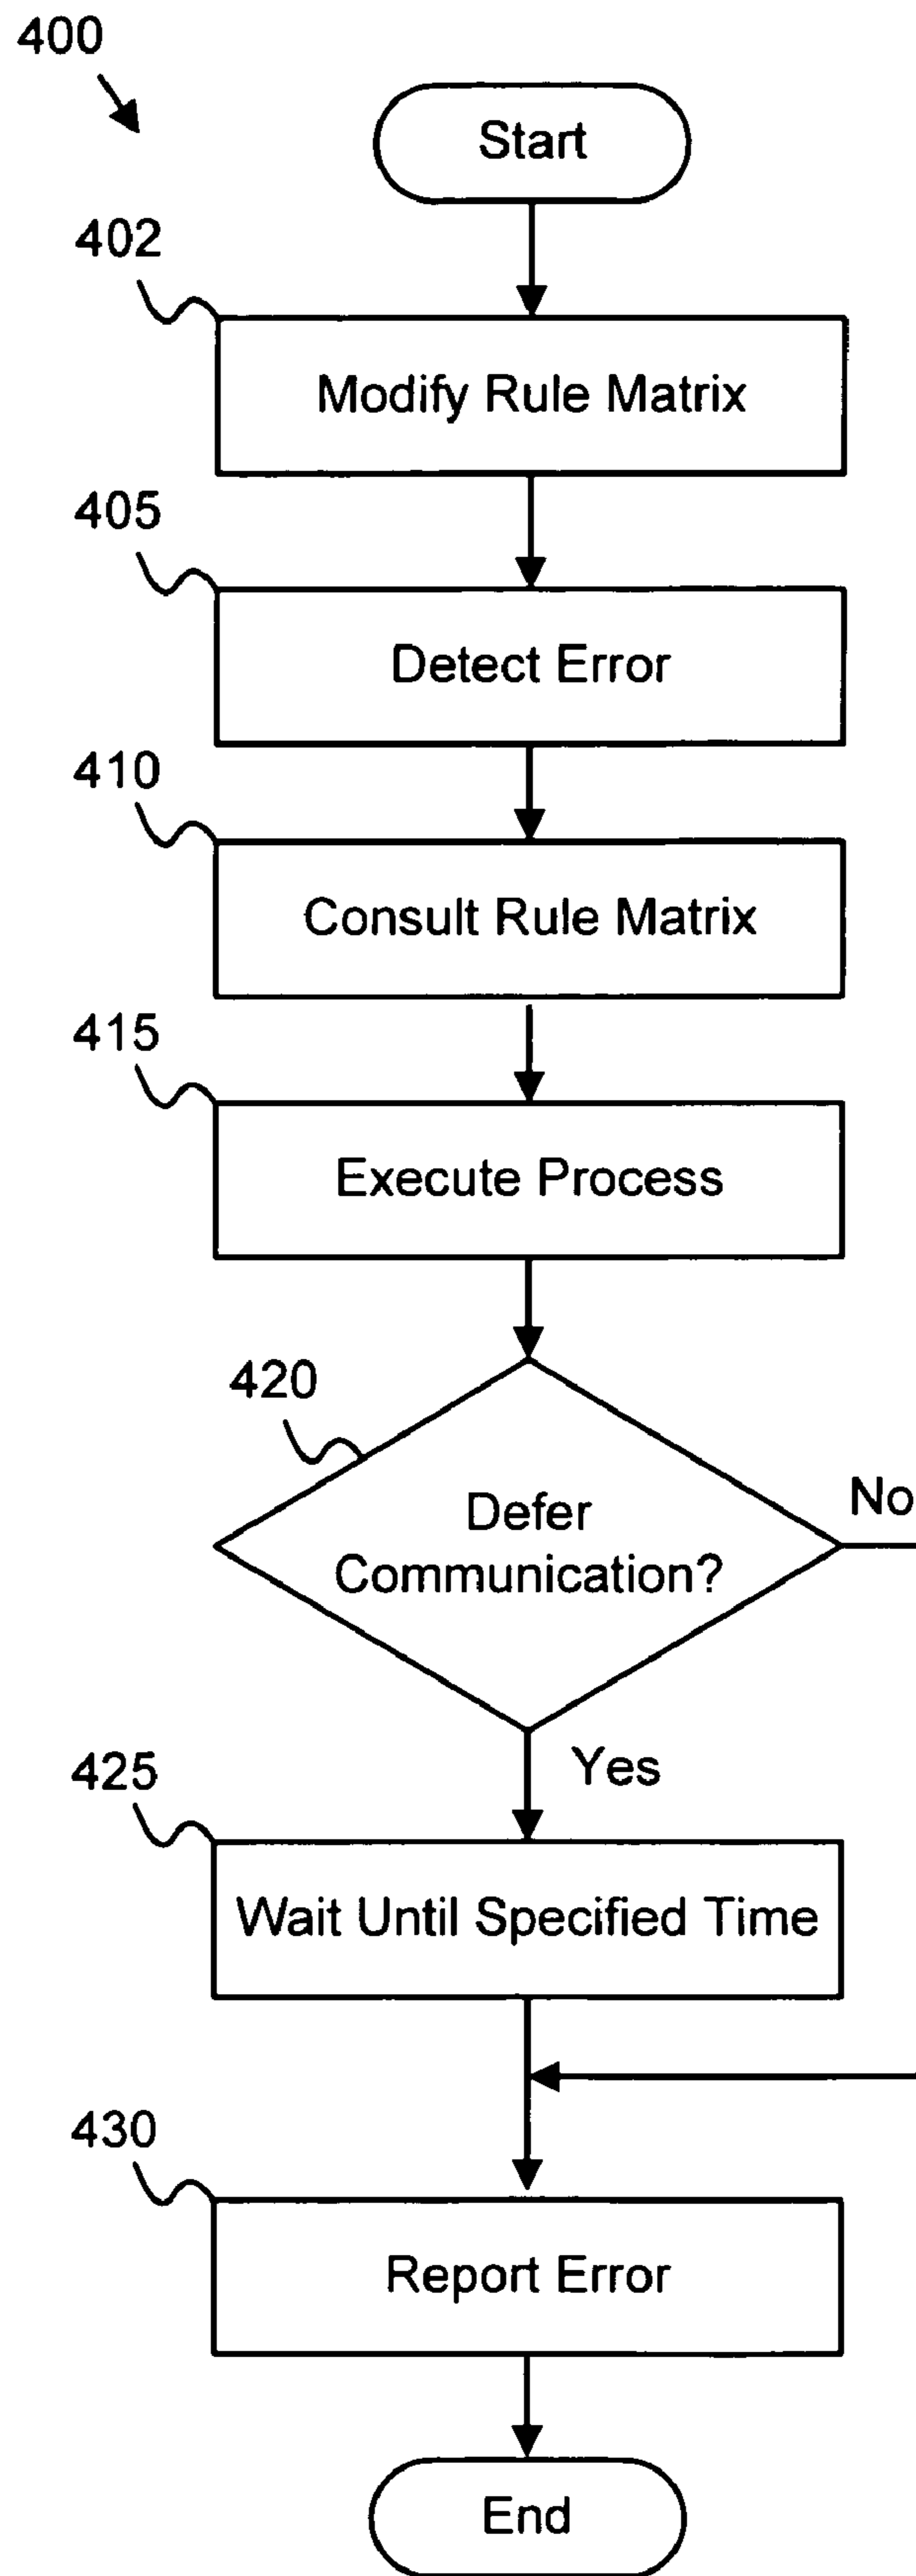 400
Start
402
Modify Rule Matrix
405
Detect Error
410
Consult Rule Matrix
415
Execute Process
420
Defer
Communication?
No
Yes
425
Wait Until Specified Time
430
Report Error
End